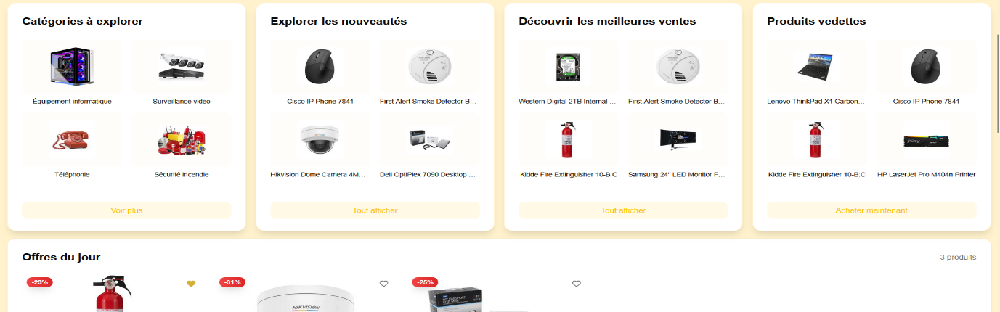 Catégories à explorer
Explorer les nouveautés
Découvrir les meilleures ventes
Produits vedettes
Équipement informatique
Surveillance vidéo
Cisco IP Phone 7841
First Alert Smoke Detector B...
Western Digital 2TB Internal ...
First Alert Smoke Detector B...
Lenovo ThinkPad X1 Carbon...
Cisco IP Phone 7841
Téléphonie
Sécurité incendie
Hikvision Dome Camera 4M...
Dell OptiPlex 7090 Desktop ...
Kidde Fire Extinguisher 10-B:C
Samsung 24" LED Monitor F...
Kidde Fire Extinguisher 10-B:C
HP LaserJet Pro M404n Printer
Voir plus
Tout afficher
Tout afficher
Acheter maintenant
Offres du jour
3 produits
-23%
-31%
-25%
HIKVISION
MY PASSPORT
FOR MAC